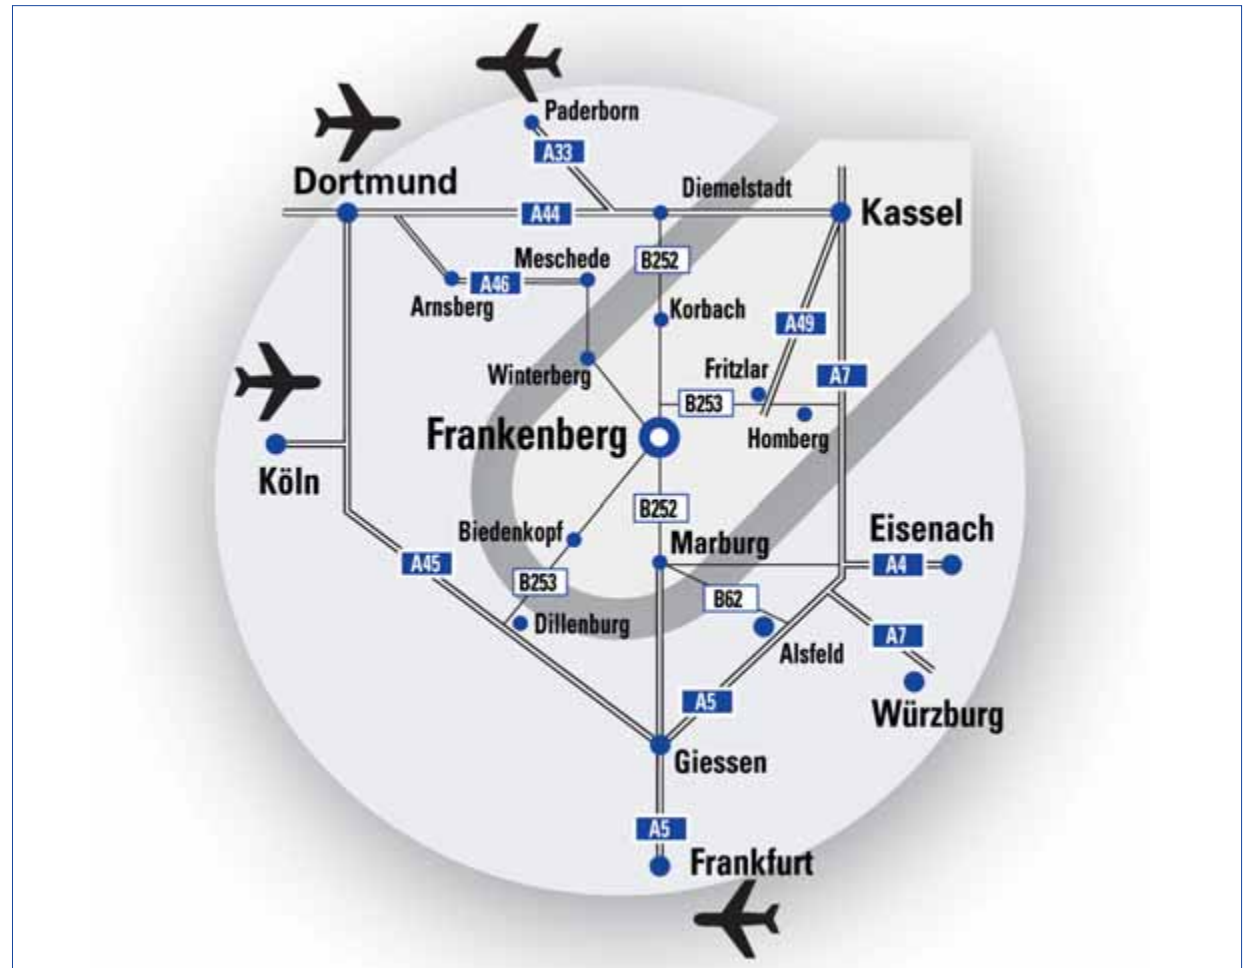 Paderborn
A33
Dortmund
Diemelstadt
A44
Kassel
Meschede
B252
A46
Arnsberg
Korbach
A49
Winterberg
Fritzlar
A7
B253
Frankenberg
Homberg
Köln
B252
Biedenkopf
Marburg
Eisenach
A45
A4
B253
B62
Dillenburg
A7
Alsfeld
A5
Würzburg
Giessen
A5
Frankfurt